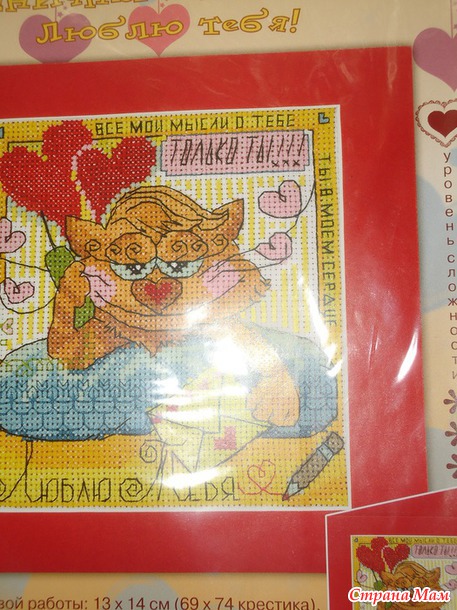 Люблю тебя!
ВСЕ МОИ МЫСЛИ О ТЕБЕ
ТОЛЬКО ТЫ!!!
ТЫ В МОЕМ СЕРДЦЕ
ЛЮБЛЮ ТЕБЯ
уровень сложности
вой работы: 13 x 14 см (69 x 74 крестика)
ВСЕ МОИ МЫСЛИ О ТЕБЕ
ТОЛЬКО ТЫ!!!
Страна Мам